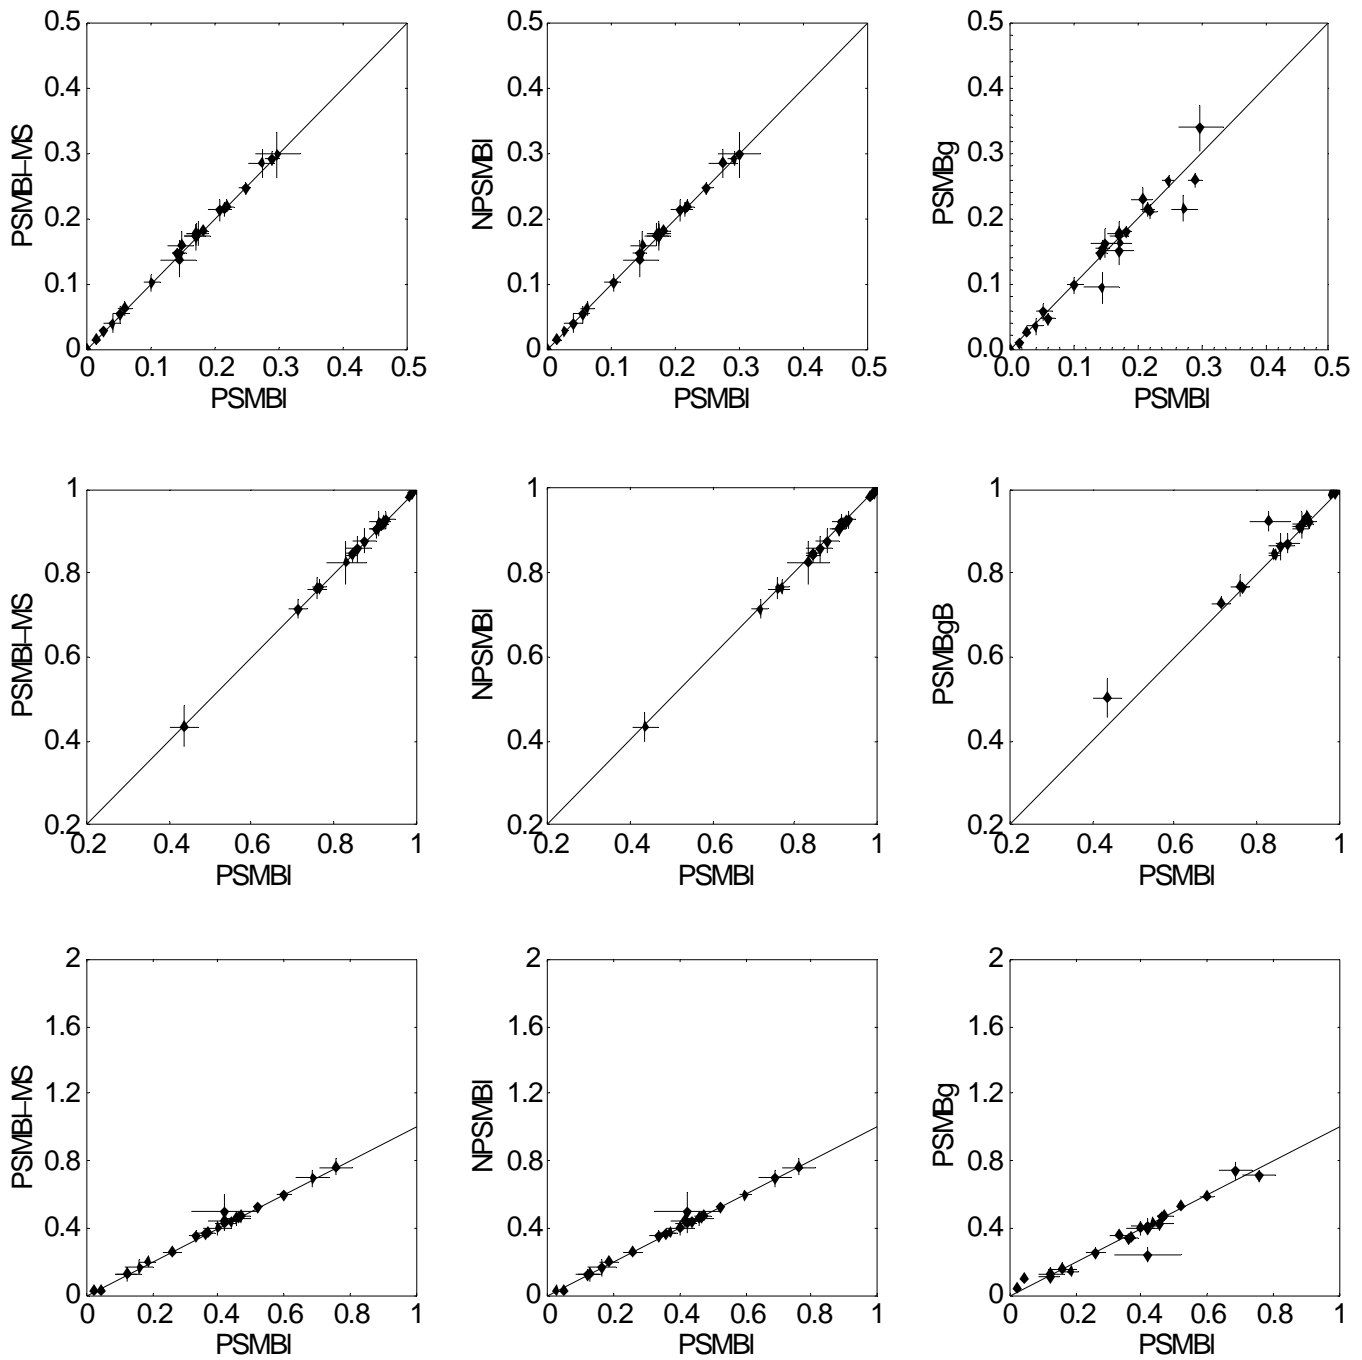 0.5 0.5 0.5
0.4 0.4 0.4
PSMBI–MS NPSMBI PSMBg
0.3 0.3 0.3
0.2 0.2 0.2
0.1 0.1 0.1
0 0 0.0
0 0.1 0.2 0.3 0.4 0.5 0 0.1 0.2 0.3 0.4 0.5 0.0 0.1 0.2 0.3 0.4 0.5
PSMBI PSMBI PSMBI
1 1 1
0.8 0.8 0.8
PSMBI–MS NPSMBI PSMBgB
0.6 0.6 0.6
0.4 0.4 0.4
0.2 0.2 0.2
0.2 0.4 0.6 0.8 1 0.2 0.4 0.6 0.8 1 0.2 0.4 0.6 0.8 1
PSMBI PSMBI PSMBI
2 2 2
1.6 1.6 1.6
PSMBI–MS NPSMBI PSMBg
1.2 1.2 1.2
0.8 0.8 0.8
0.4 0.4 0.4
0 0 0
0 0.2 0.4 0.6 0.8 1 0 0.2 0.4 0.6 0.8 1 0 0.2 0.4 0.6 0.8 1
PSMBI PSMBI PSMBI